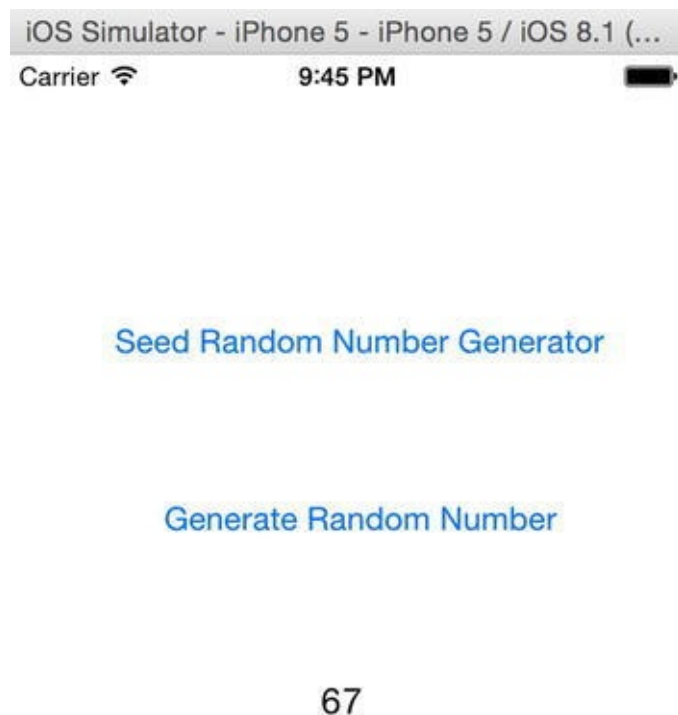 iOS Simulator - iPhone 5 - iPhone 5 / iOS 8.1 (...
Carrier 9:45 PM
Seed Random Number Generator
Generate Random Number
67